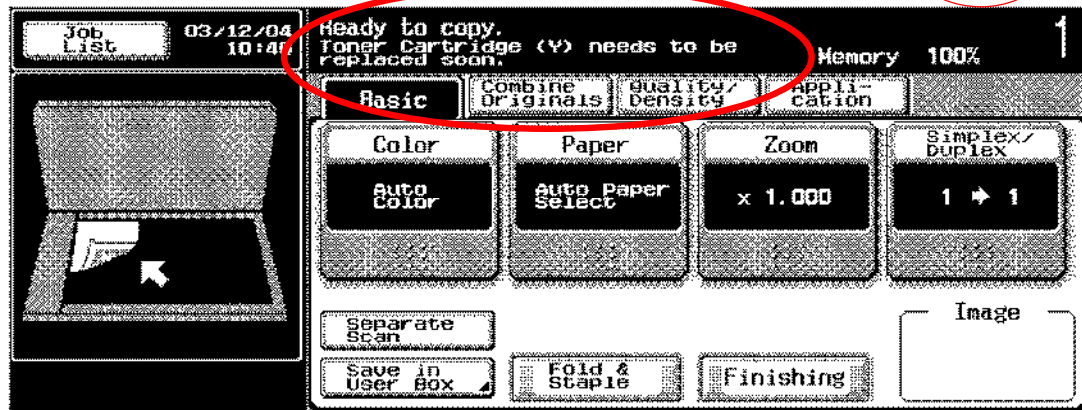 Job
List
03/12/04
10:48
Ready to copy.
Toner Cartridge (Y) needs to be
replaced soon.
Memory 100%
1
Basic
Combine
Originals
Quality/
Density
Appli-
cation
Color
Paper
Zoom
Simplex/
Duplex
Auto
Color
Auto Paper
Select
x 1.000
1 ➔ 1
Separate
Scan
Save in
User Box
Fold &
Staple
Finishing
Image